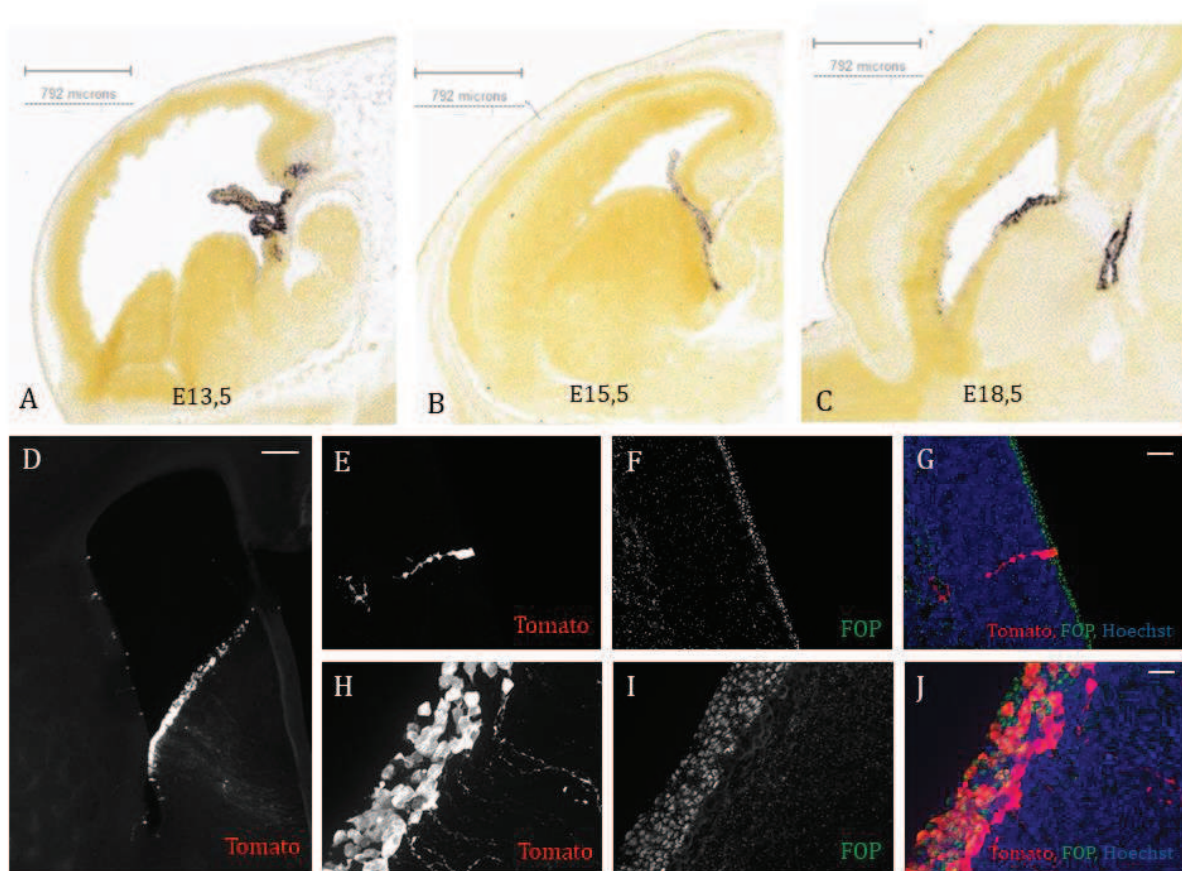 792 microns
792 microns
792 microns
A
E13,5
B
E15,5
C
E18,5
D
Tomato
E
Tomato
F
FOP
G
Tomato, FOP, Hoechst
H
Tomato
I
FOP
J
Tomato, FOP, Hoechst